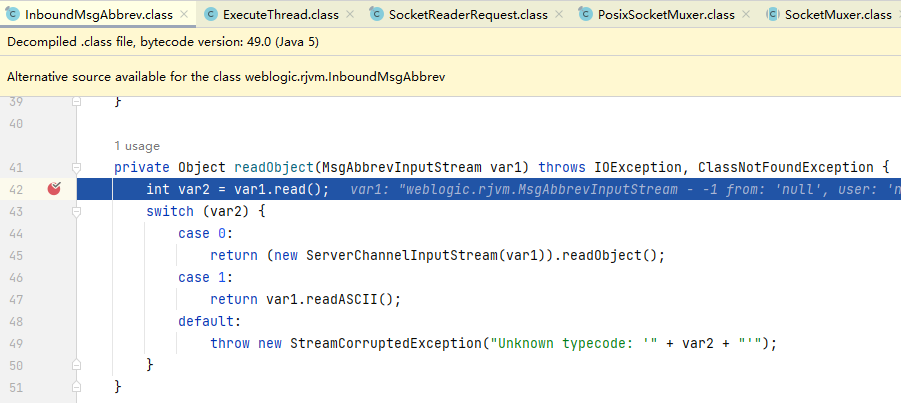 InboundMsgAbbrev.class ExecuteThread.class SocketReaderRequest.class PosixSocketMuxer.class SocketMuxer.class
Decompiled .class file, bytecode version: 49.0 (Java 5)
Alternative source available for the class weblogic.rjvm.InboundMsgAbbrev
39 }
40
1 usage
41 private Object readObject(MsgAbbrevInputStream var1) throws IOException, ClassNotFoundException {
42 int var2 = var1.read(); var1: "weblogic.rjvm.MsgAbbrevInputStream - -1 from: 'null', user: 'n
43 switch (var2) {
44 case 0:
45 return (new ServerChannelInputStream(var1)).readObject();
46 case 1:
47 return var1.readASCII();
48 default:
49 throw new StreamCorruptedException("Unknown typecode: '" + var2 + "'");
50 }
51 }